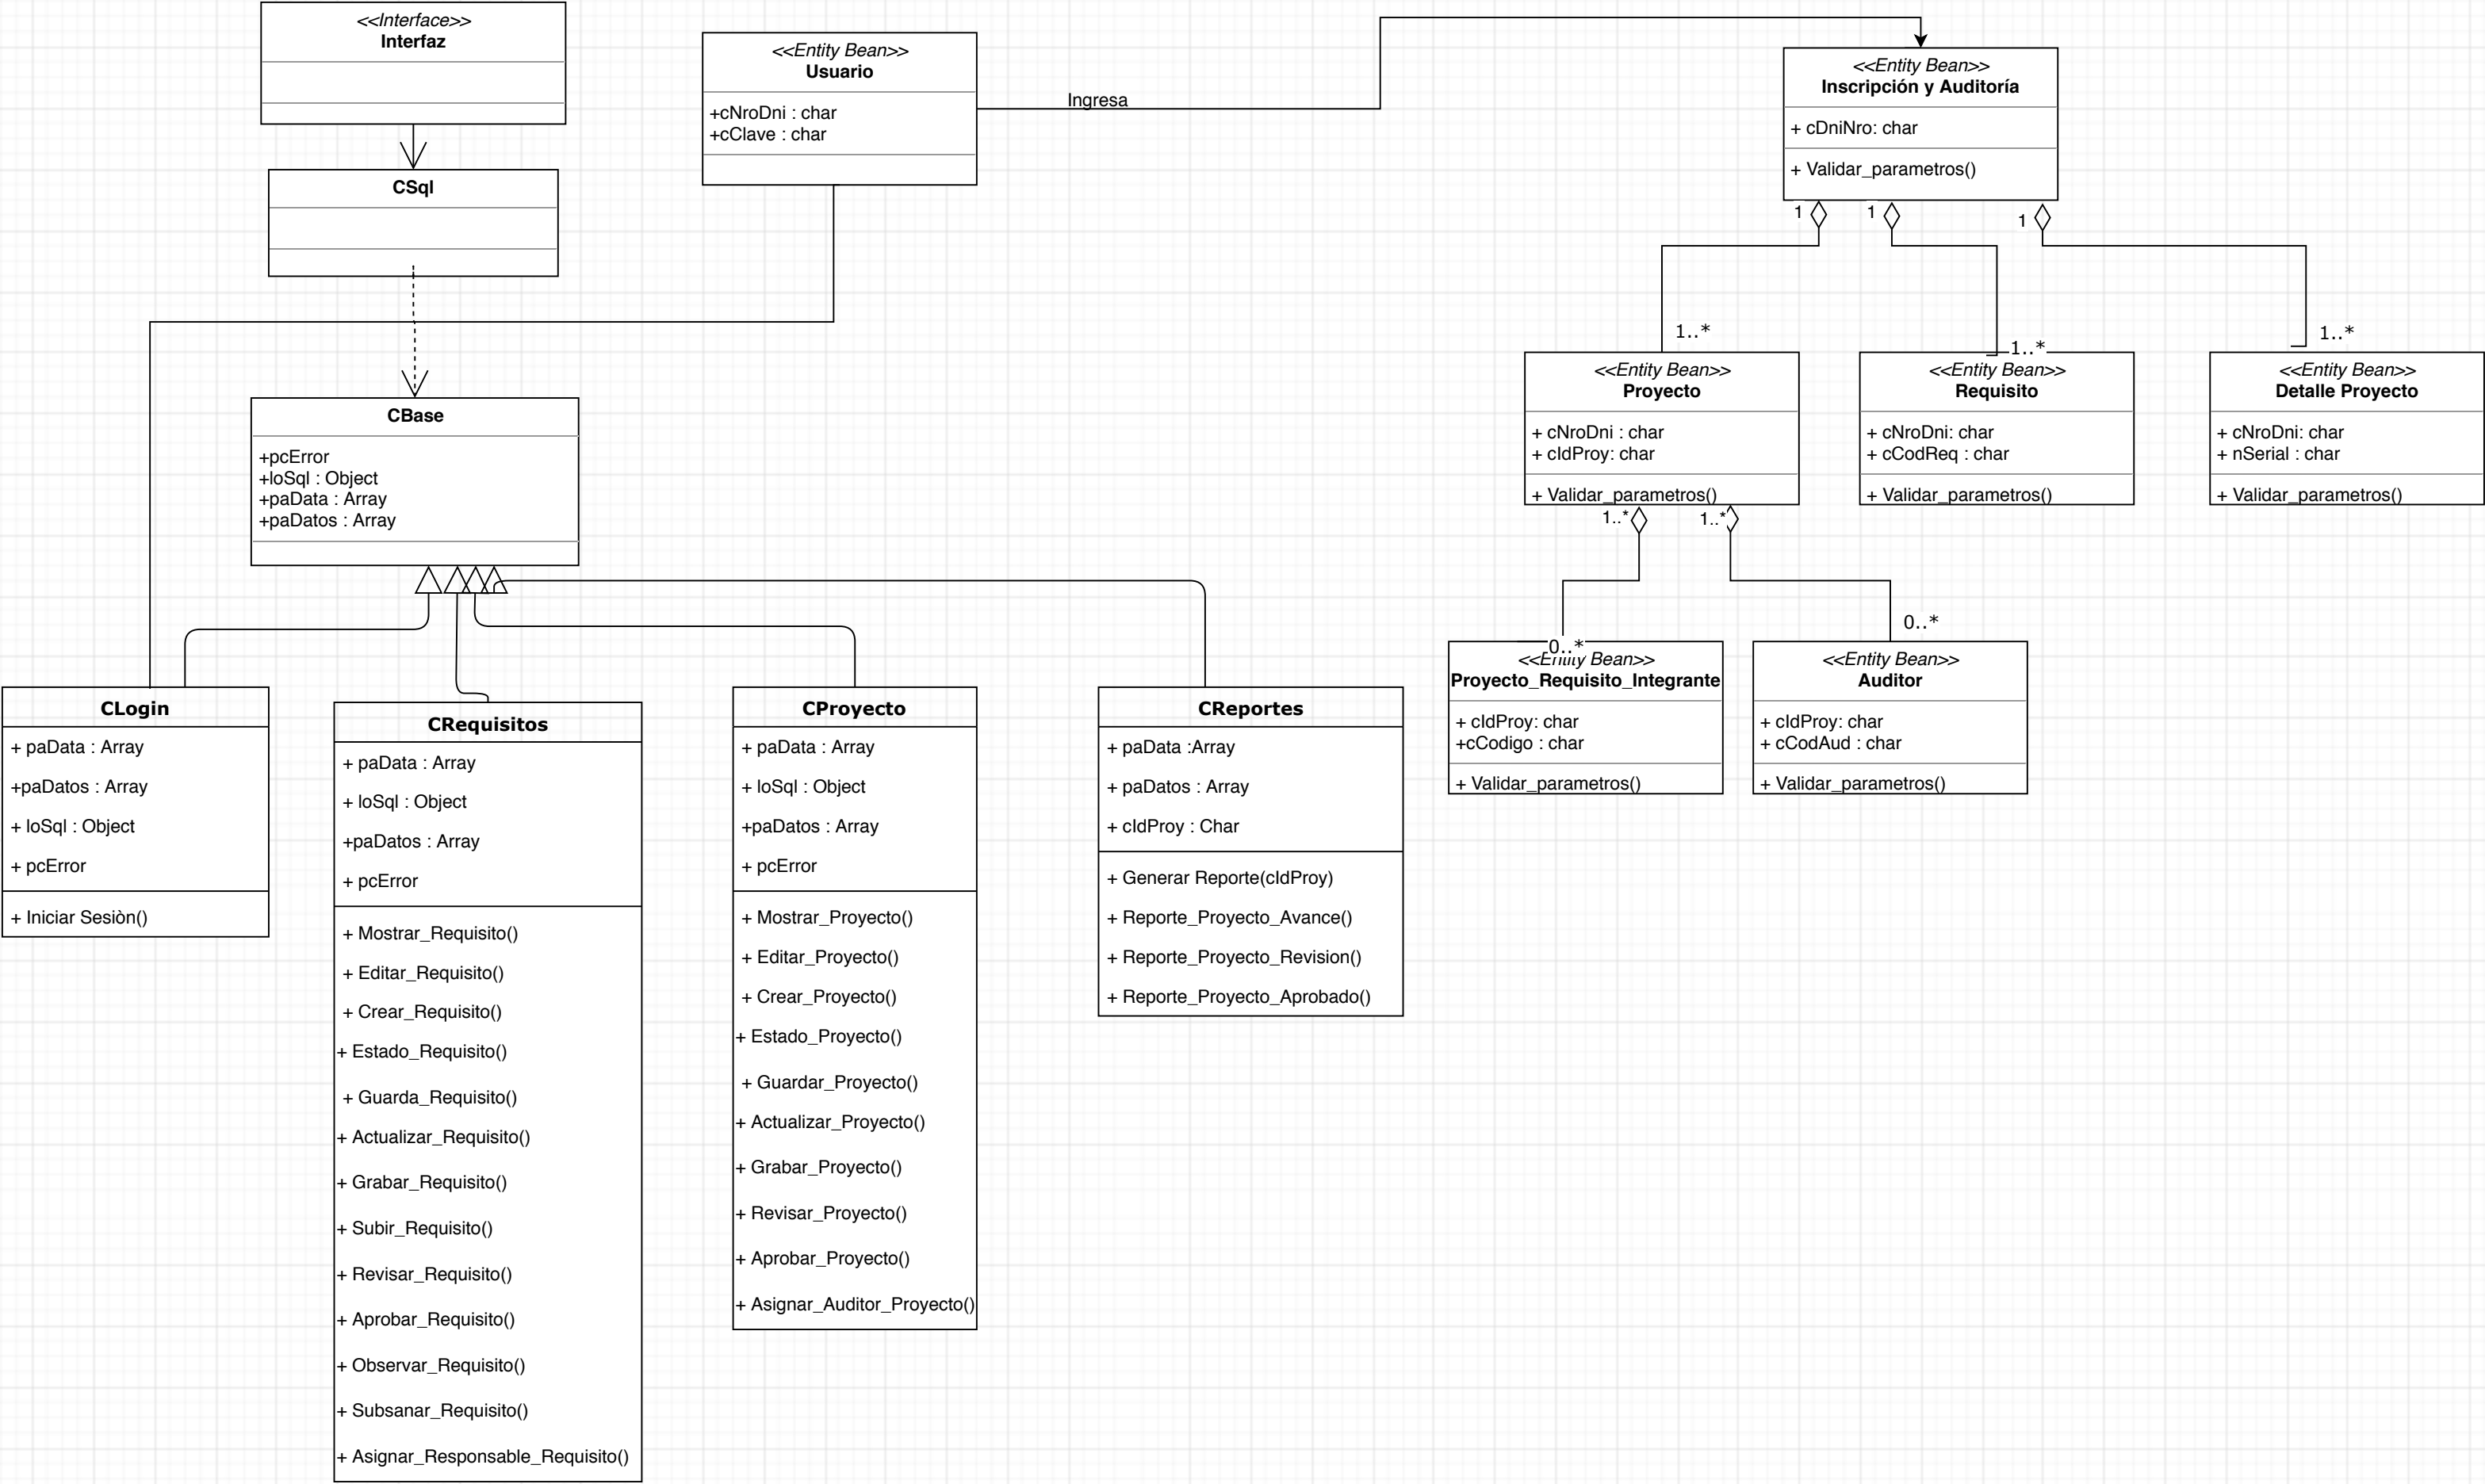 <<Interface>>
Interfaz
CSql
<<Entity Bean>>
Usuario
+cNroDni : char
+cClave : char
Ingresa
<<Entity Bean>>
Inscripción y Auditoría
+ cDniNro: char
+ Validar_parametros()
1
1
1
1..*
1..*
1..*
CBase
+pcError
+loSql : Object
+paData : Array
+paDatos : Array
<<Entity Bean>>
Proyecto
+ cNroDni : char
+ cIdProy: char
+ Validar_parametros()
<<Entity Bean>>
Requisito
+ cNroDni: char
+ cCodReq : char
+ Validar_parametros()
<<Entity Bean>>
Detalle Proyecto
+ cNroDni: char
+ nSerial : char
+ Validar_parametros()
1..*
1..*
0..*
0..*
<<Entity Bean>>
Proyecto_Requisito_Integrante
+ cIdProy: char
+cCodigo : char
+ Validar_parametros()
<<Entity Bean>>
Auditor
+ cIdProy: char
+ cCodAud : char
+ Validar_parametros()
CLogin
+ paData : Array
+paDatos : Array
+ loSql : Object
+ pcError
+ Iniciar Sesiòn()
CRequisitos
+ paData : Array
+ loSql : Object
+paDatos : Array
+ pcError
+ Mostrar_Requisito()
+ Editar_Requisito()
+ Crear_Requisito()
+ Estado_Requisito()
+ Guarda_Requisito()
+ Actualizar_Requisito()
+ Grabar_Requisito()
+ Subir_Requisito()
+ Revisar_Requisito()
+ Aprobar_Requisito()
+ Observar_Requisito()
+ Subsanar_Requisito()
+ Asignar_Responsable_Requisito()
CProyecto
+ paData : Array
+ loSql : Object
+paDatos : Array
+ pcError
+ Mostrar_Proyecto()
+ Editar_Proyecto()
+ Crear_Proyecto()
+ Estado_Proyecto()
+ Guardar_Proyecto()
+ Actualizar_Proyecto()
+ Grabar_Proyecto()
+ Revisar_Proyecto()
+ Aprobar_Proyecto()
+ Asignar_Auditor_Proyecto()
CReportes
+ paData :Array
+ paDatos : Array
+ cIdProy : Char
+ Generar Reporte(cIdProy)
+ Reporte_Proyecto_Avance()
+ Reporte_Proyecto_Revision()
+ Reporte_Proyecto_Aprobado()